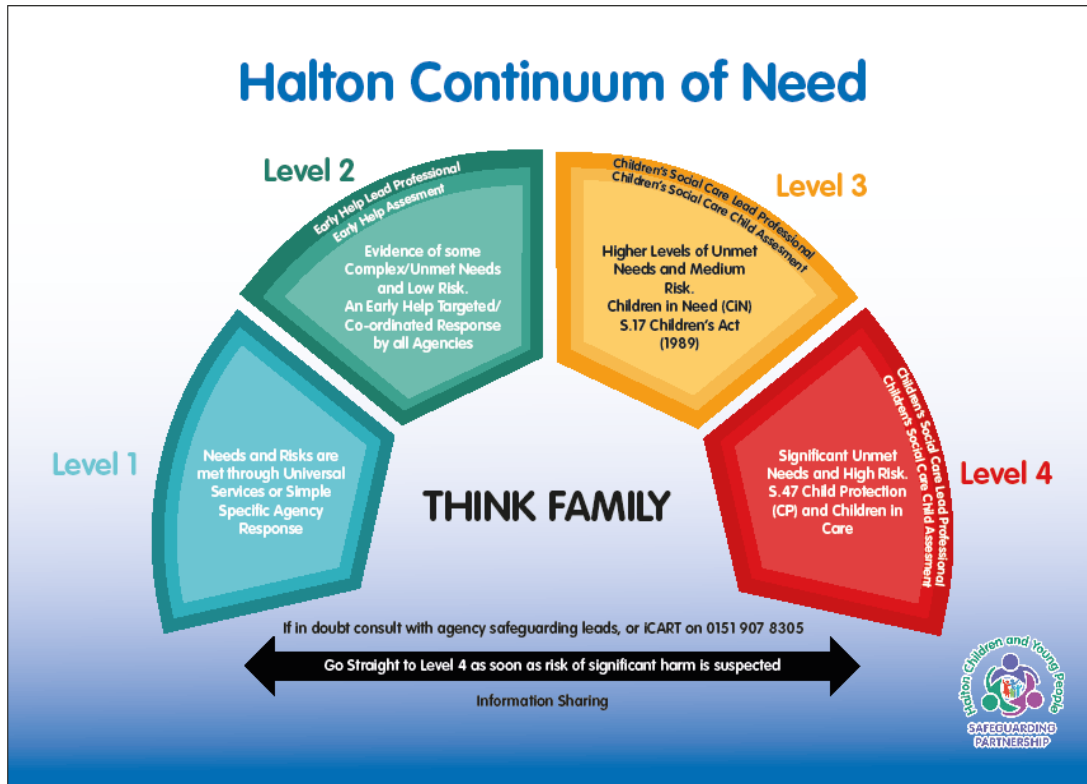 Halton Continuum of Need
Level 1
Needs and Risks are
met through Universal
Services or Simple
Specific Agency
Response
Level 2
Early Help Lead Professional
Early Help Assesment
Evidence of some
Complex/Unmet Needs
and Low Risk.
An Early Help Targeted/
Co-ordinated Response
by all Agencies
Level 3
Children's Social Care Lead Professional
Children's Social Care Child Assesment
Higher Levels of Unmet
Needs and Medium
Risk.
Children in Need (CiN)
S.17 Children's Act
(1989)
Level 4
Children's Social Care Lead Professional
Children's Social Care Child Assesment
Significant Unmet
Needs and High Risk.
S.47 Child Protection
(CP) and Children in
Care
THINK FAMILY
If in doubt consult with agency safeguarding leads, or iCART on 0151 907 8305
Go Straight to Level 4 as soon as risk of significant harm is suspected
Information Sharing
Halton Children and Young People
SAFEGUARDING
PARTNERSHIP